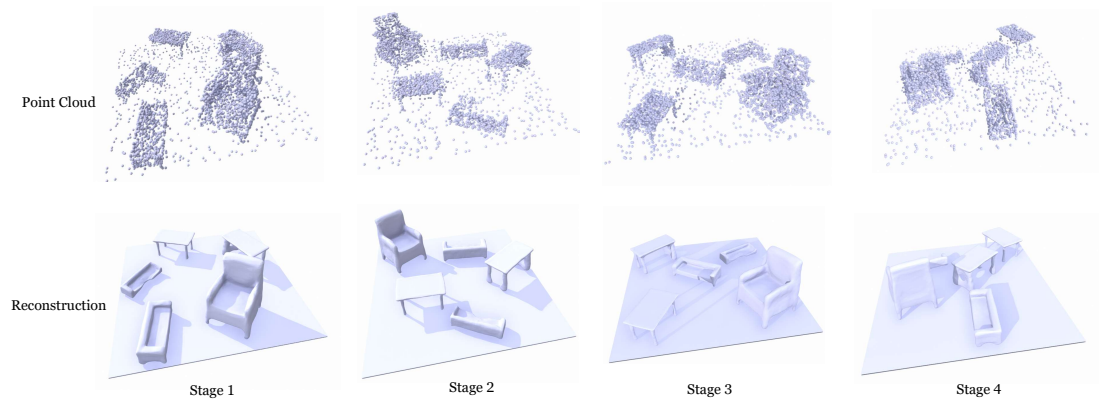 Point Cloud
Reconstruction
Stage 1
Stage 2
Stage 3
Stage 4